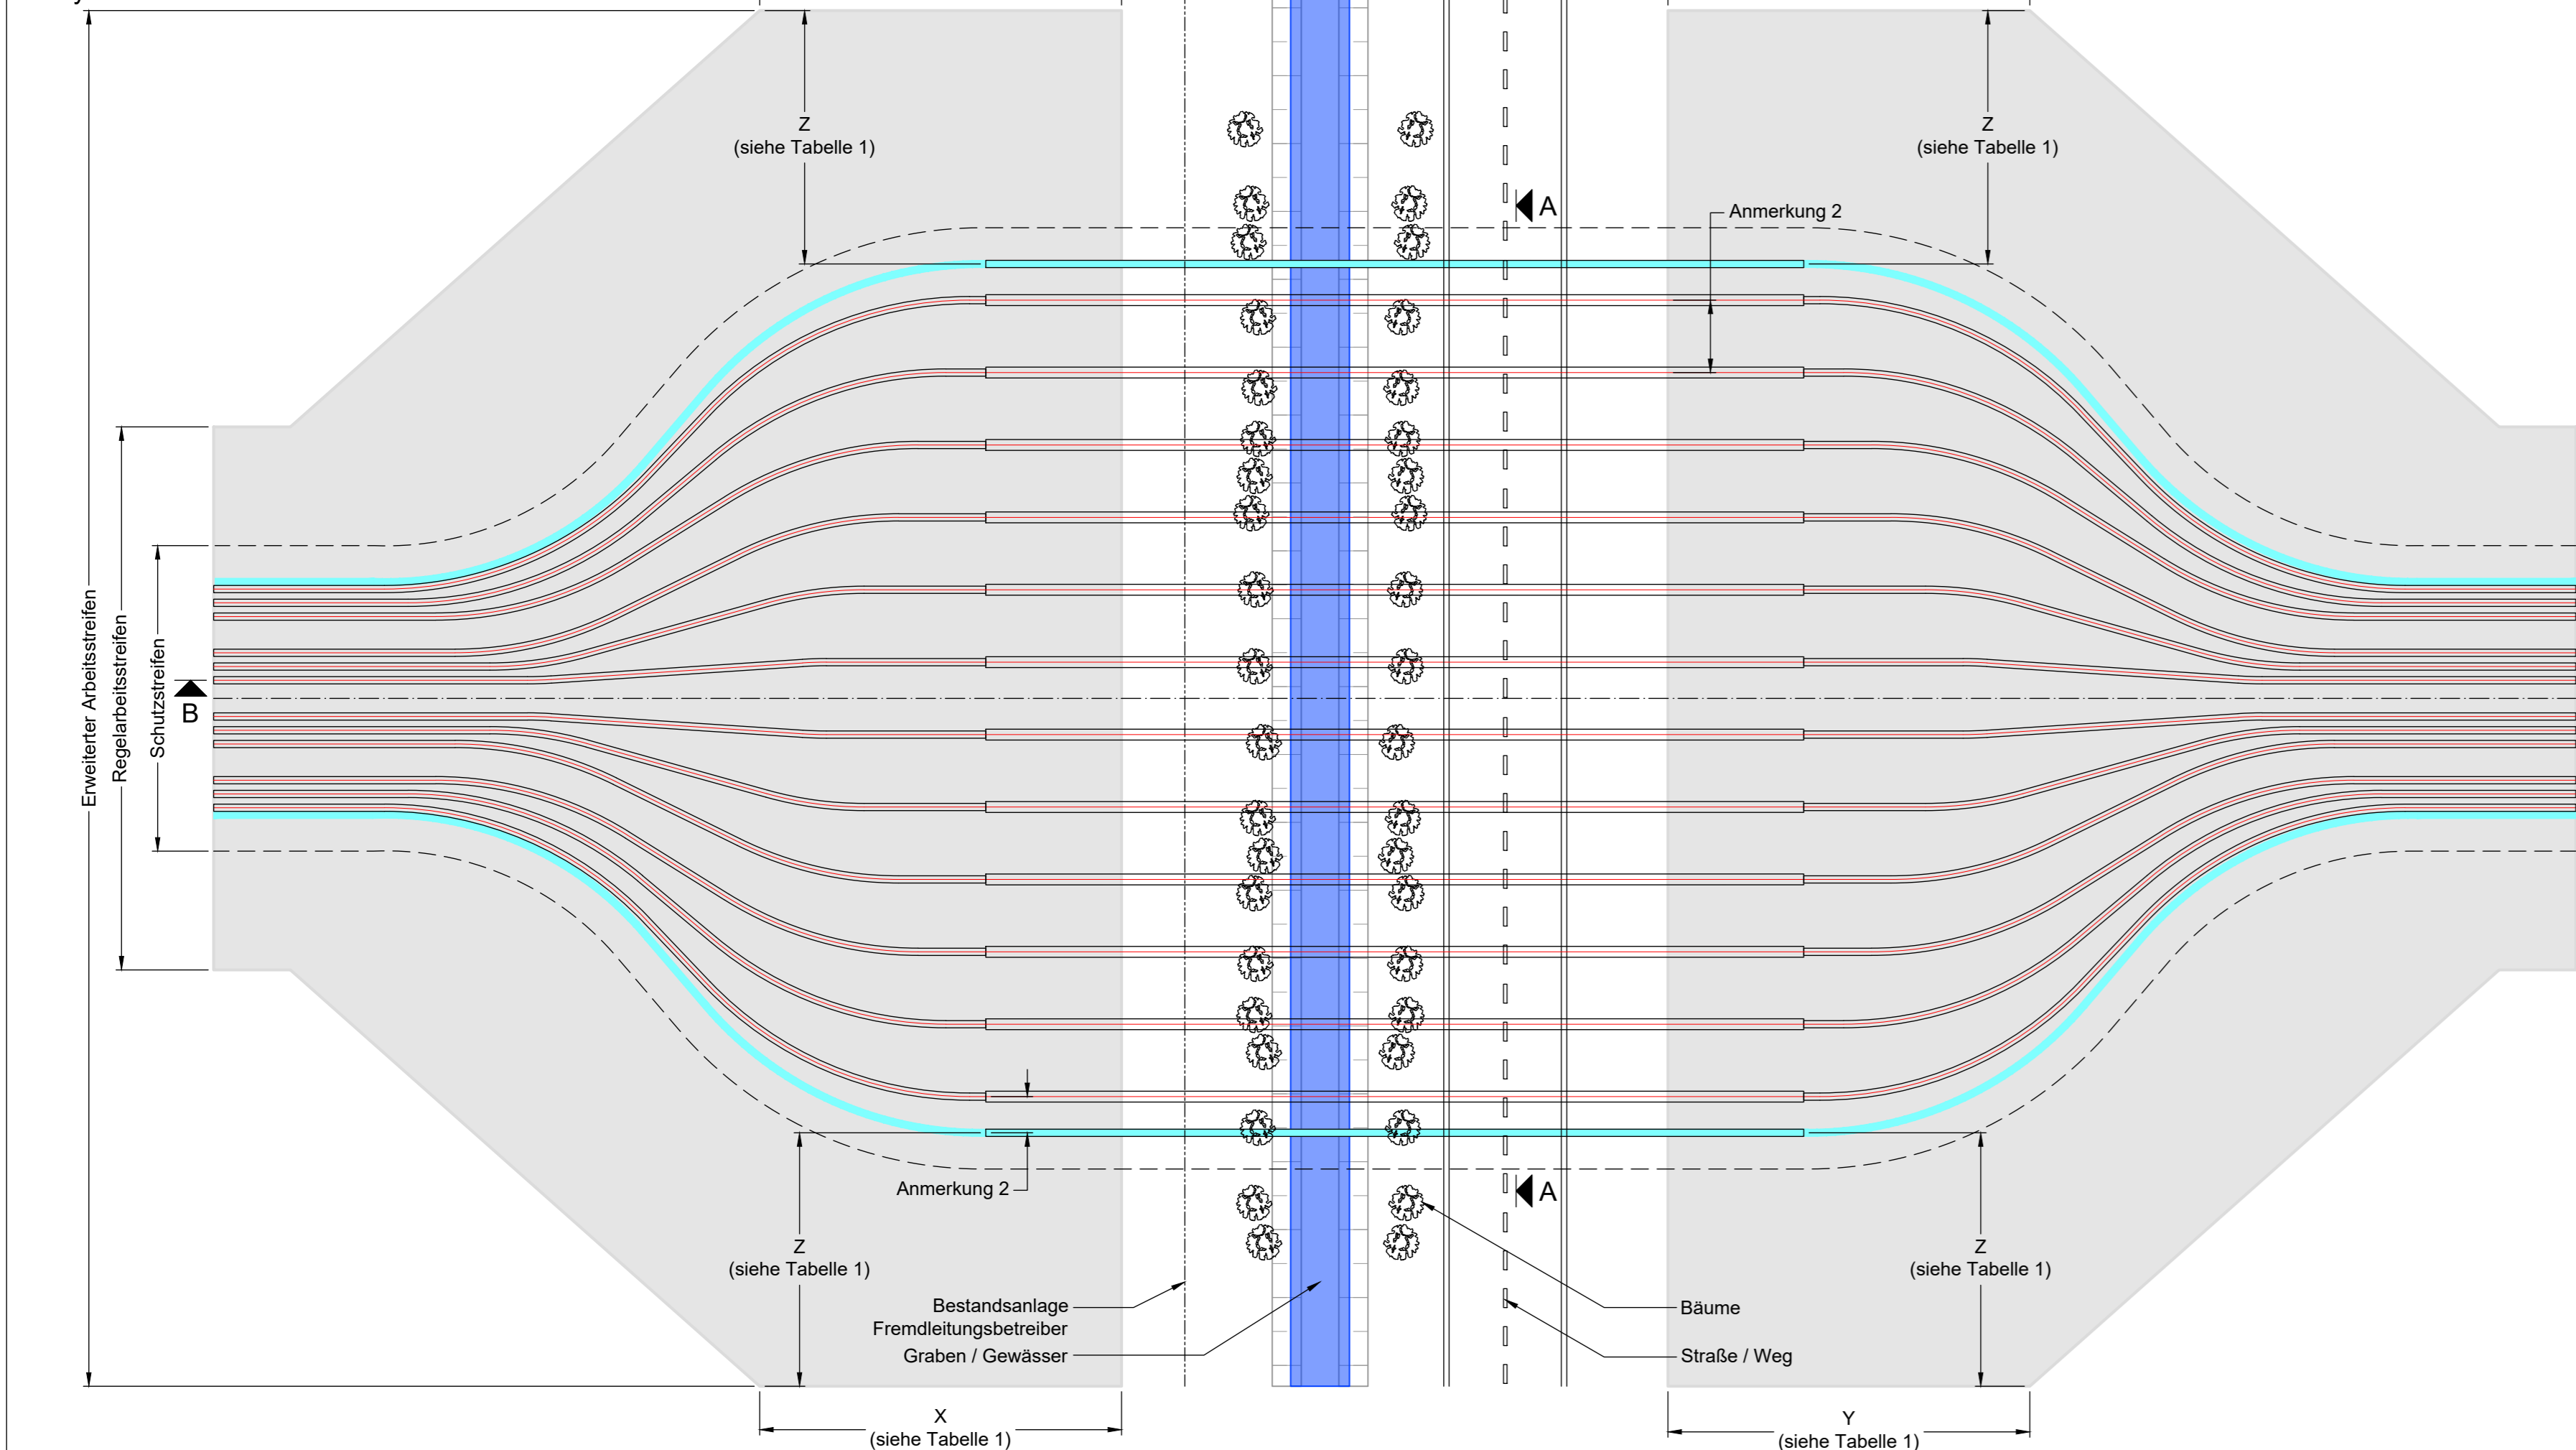 Z
(siehe Tabelle 1)
Z
(siehe Tabelle 1)
A
Anmerkung 2
Erweiterter Arbeitsstreifen
Regelarbeitsstreifen
Schutzstreifen
B
Anmerkung 2
A
Z
(siehe Tabelle 1)
Z
(siehe Tabelle 1)
Bestandsanlage
Fremdleitungsbetreiber
Graben / Gewässer
Bäume
Straße / Weg
X
(siehe Tabelle 1)
Y
(siehe Tabelle 1)